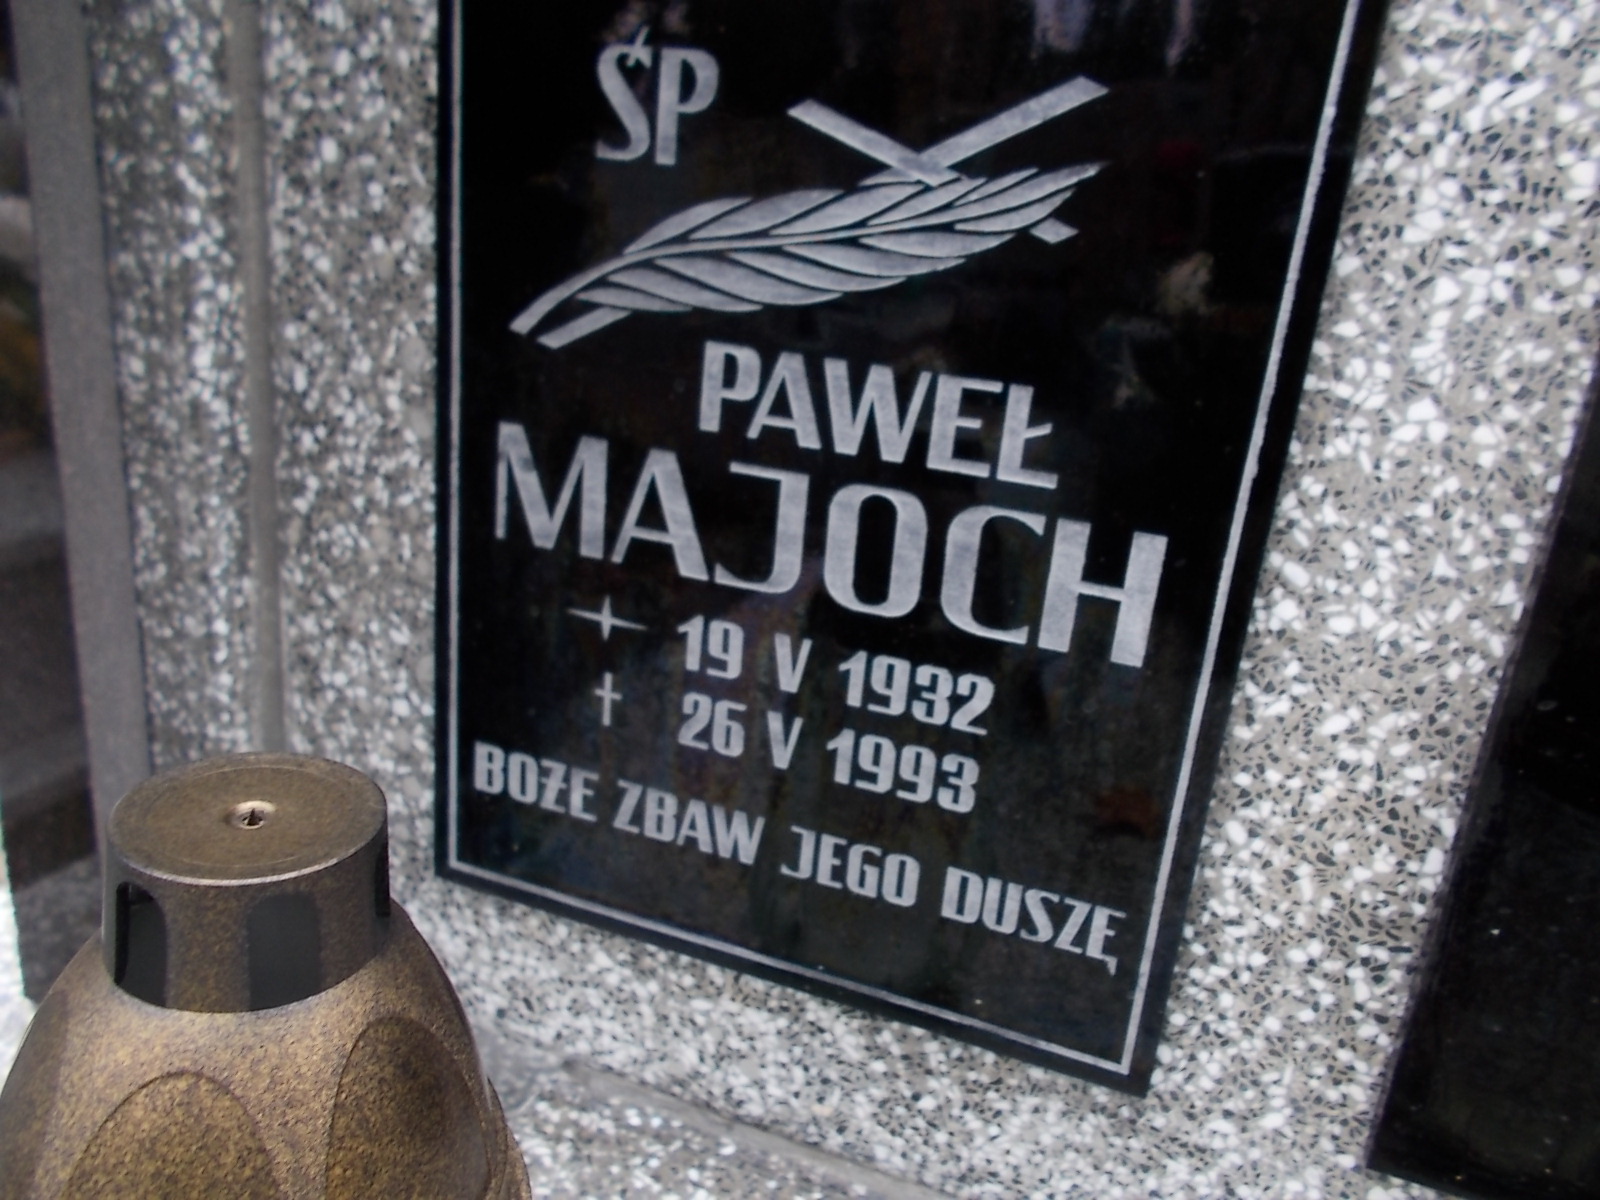 ŚP
PAWEŁ
MAJOCH
19 V 1932
26 V 1993
BOŻE ZBAW JEGO DUSZĘ